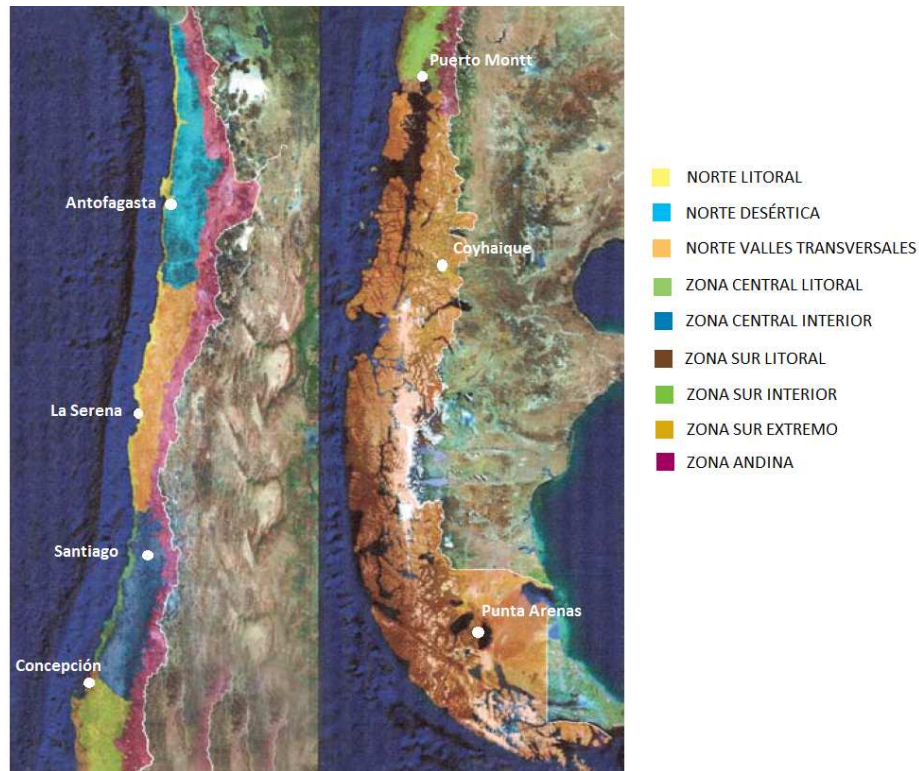 Puerto Montt
Antofagasta
Coyhaique
La Serena
Santiago
Punta Arenas
Concepción
NORTE LITORAL
NORTE DESÉRTICA
NORTE VALLES TRANSVERSALES
ZONA CENTRAL LITORAL
ZONA CENTRAL INTERIOR
ZONA SUR LITORAL
ZONA SUR INTERIOR
ZONA SUR EXTREMO
ZONA ANDINA